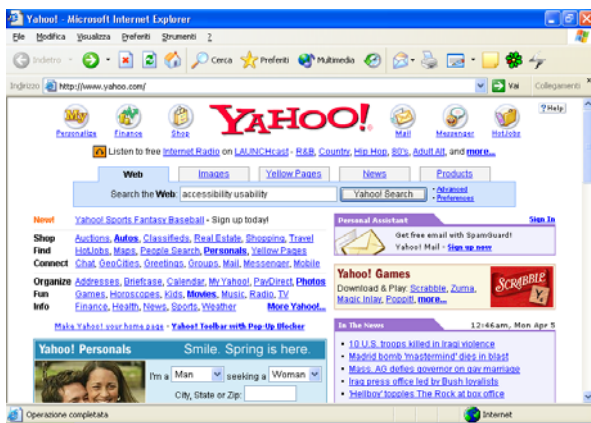 Yahoo! - Microsoft Internet Explorer
File Modifica Visualizza Preferiti Strumenti ?
Indietro Cerca Preferiti Multimedia
Indirizzo http://www.yahoo.com/ Vai Collegamenti
My Personalize Finance Shop YAHOO! Mail Messenger HotJobs ?Help
Listen to free Internet Radio on LAUNCHcast - R&B, Country, Hip Hop, 80's, Adult Alt, and more...
Web Images Yellow Pages News Products
Search the Web: accessibility usability Yahoo! Search · Advanced
· Preferences
New! Yahoo! Sports Fantasy Baseball - Sign up today!
Shop Auctions, Autos, Classifieds, Real Estate, Shopping, Travel
Find HotJobs, Maps, People Search, Personals, Yellow Pages
Connect Chat, GeoCities, Greetings, Groups, Mail, Messenger, Mobile
Organize Addresses, Briefcase, Calendar, My Yahoo!, PayDirect, Photos
Fun Games, Horoscopes, Kids, Movies, Music, Radio, TV
Info Finance, Health, News, Sports, Weather More Yahoo!...
Make Yahoo! your home page - Yahoo! Toolbar with Pop-Up Blocker
Yahoo! Personals Smile. Spring is here.
I'm a Man seeking a Woman
City, State or Zip:
Personal Assistant Sign In
Get free email with SpamGuard!
Yahoo! Mail - Sign up now
Yahoo! Games
Download & Play: Scrabble, Zuma,
Magic Inlay, Poppit!, more...
SCRABBLE
In The News 12:46am, Mon Apr 5
• 10 U.S. troops killed in Iraqi violence
• Madrid bomb 'mastermind' dies in blast
• Mass. AG defies governor on gay marriage
• Iraq press office led by Bush loyalists
• 'Hellboy' topples The Rock at box office
Operazione completata Internet